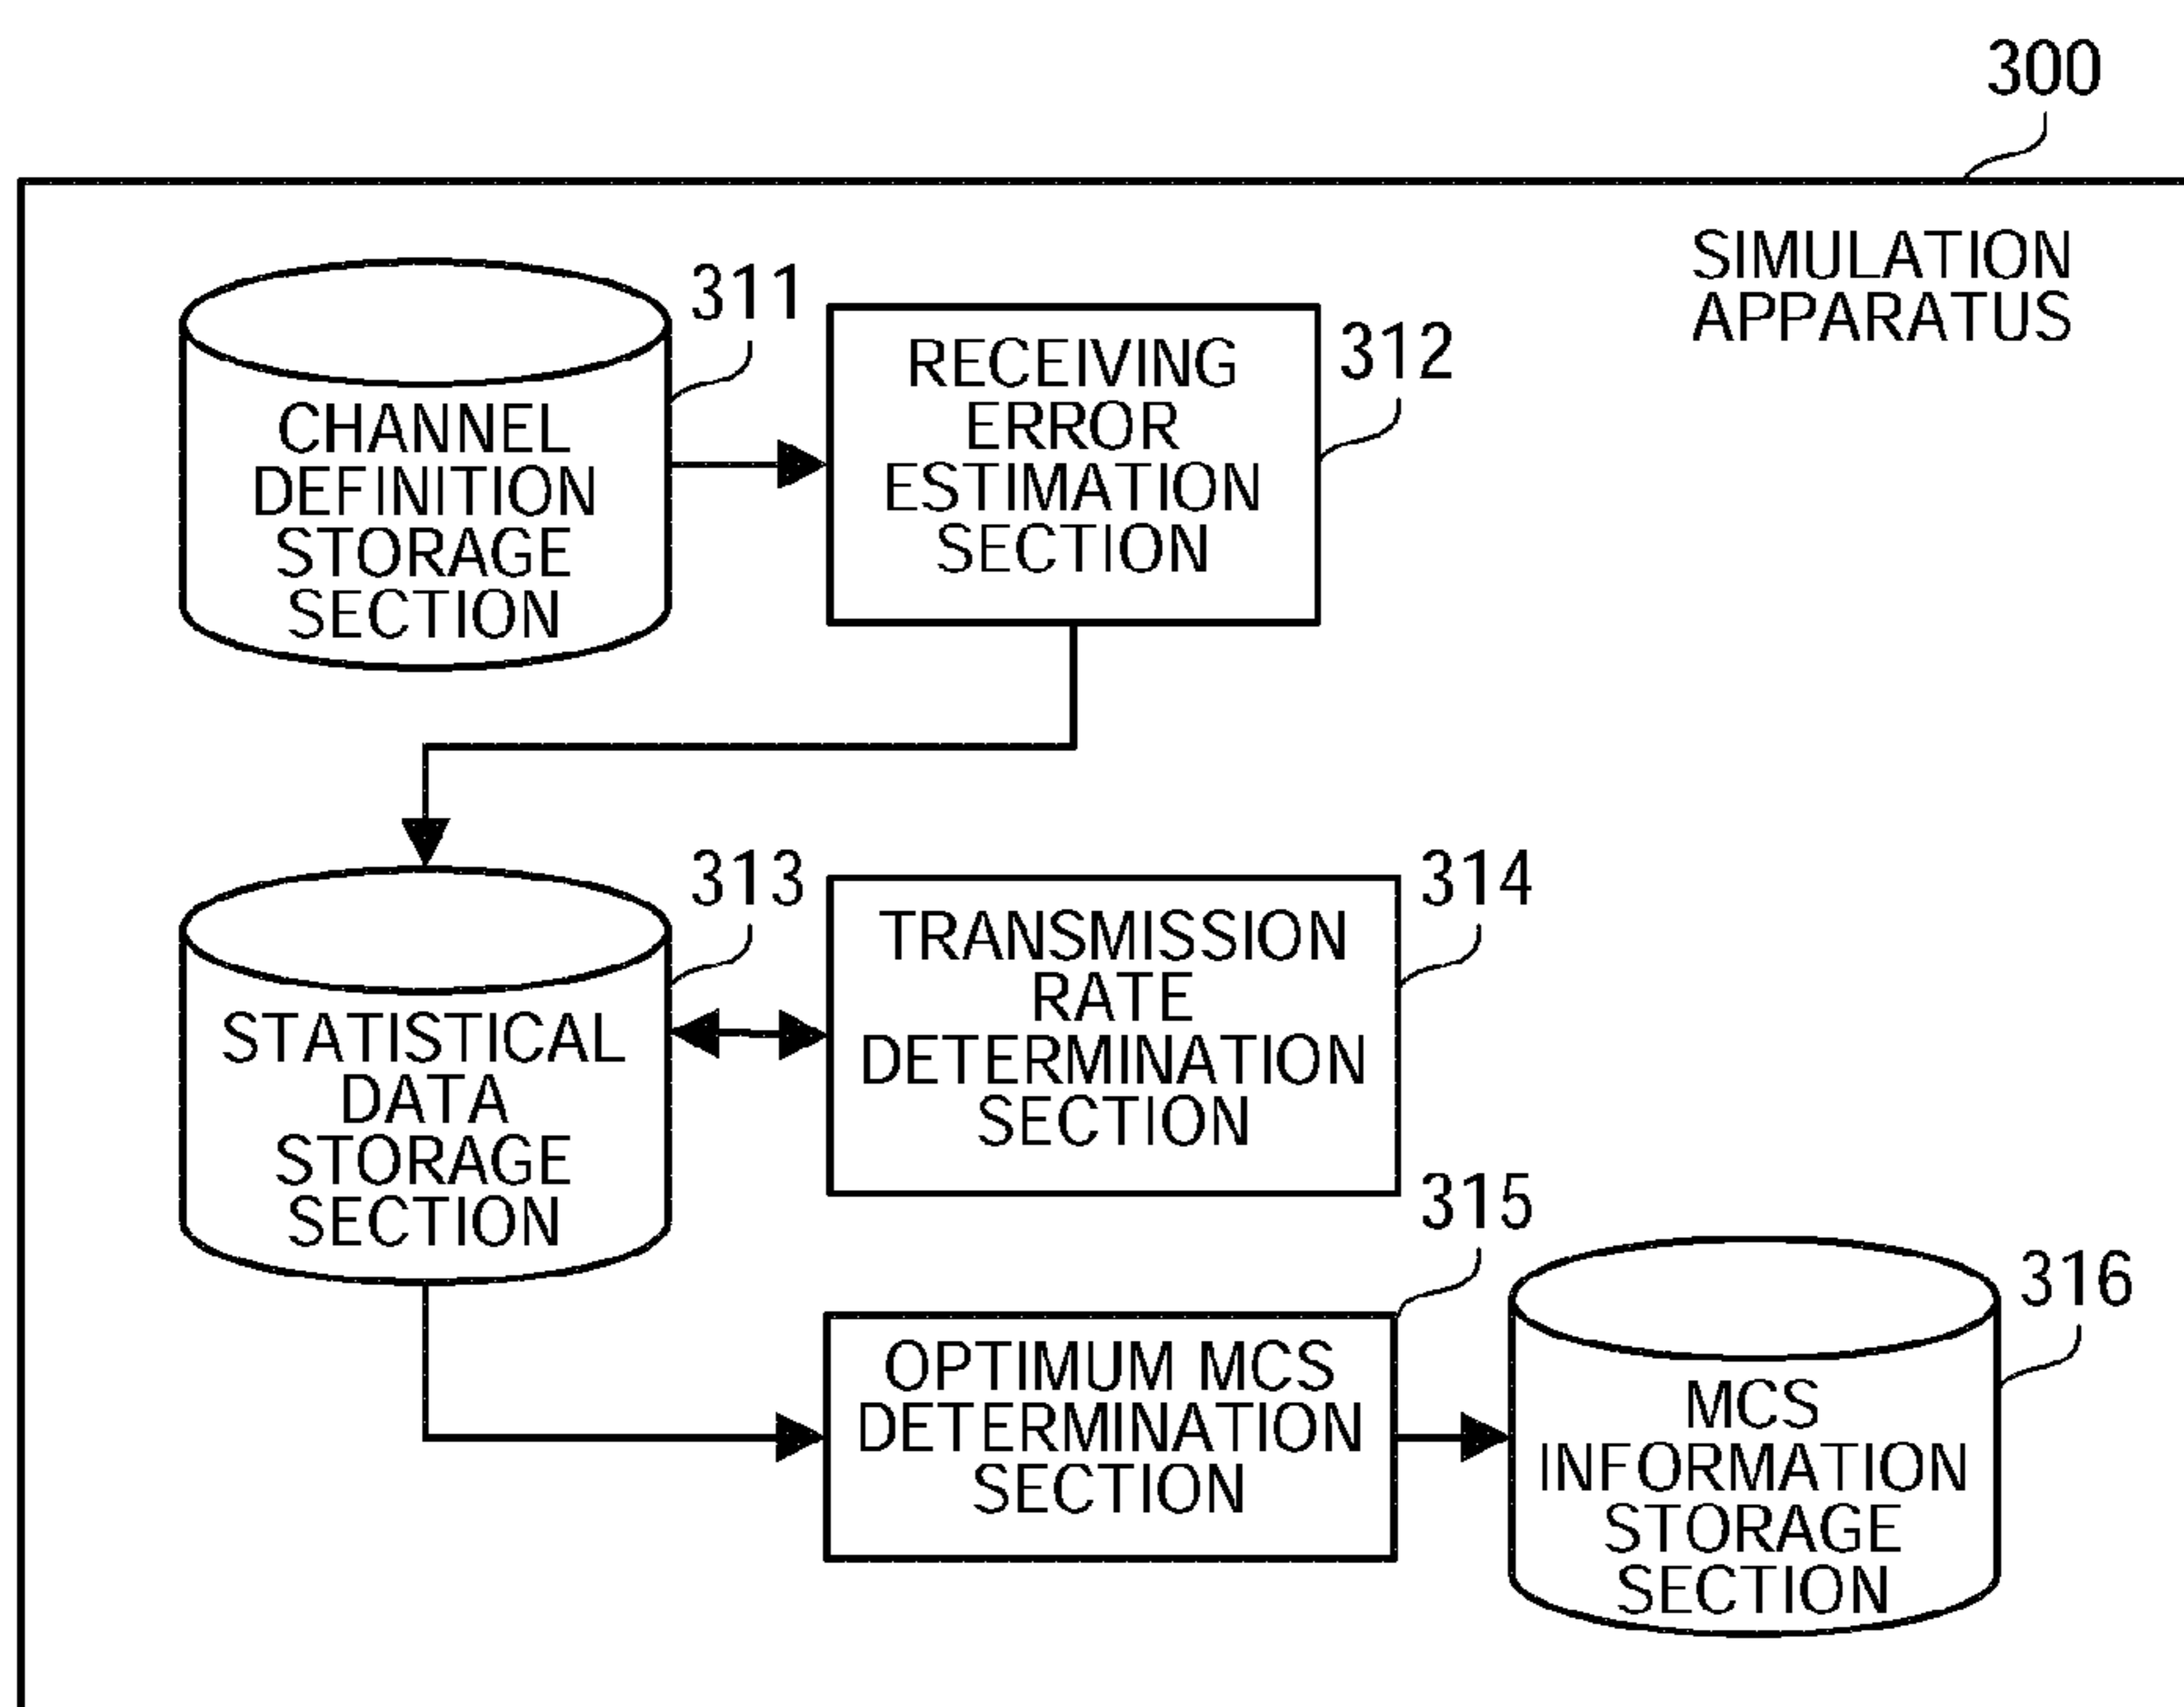 300
SIMULATION
APPARATUS
311
CHANNEL
DEFINITION
STORAGE
SECTION
312
RECEIVING
ERROR
ESTIMATION
SECTION
313
STATISTICAL
DATA
STORAGE
SECTION
314
TRANSMISSION
RATE
DETERMINATION
SECTION
315
OPTIMUM MCS
DETERMINATION
SECTION
316
MCS
INFORMATION
STORAGE
SECTION